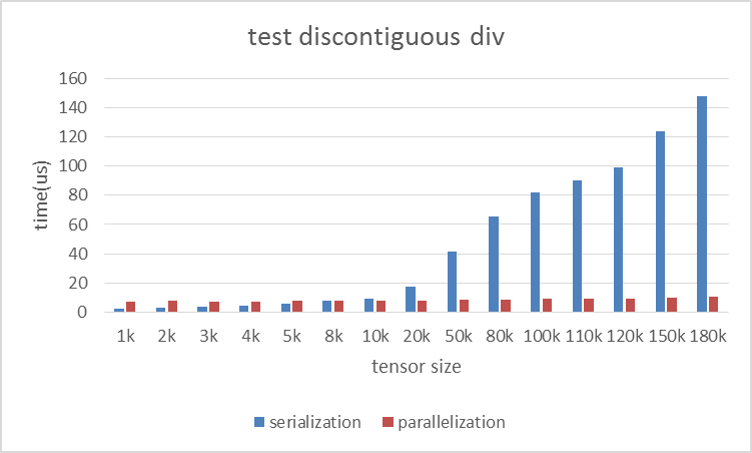 test discontiguous div
160
140
120
100
80
60
40
20
0
time(us)
1k 2k 3k 4k 5k 8k 10k 20k 50k 80k 100k 110k 120k 150k 180k
tensor size
serialization parallelization